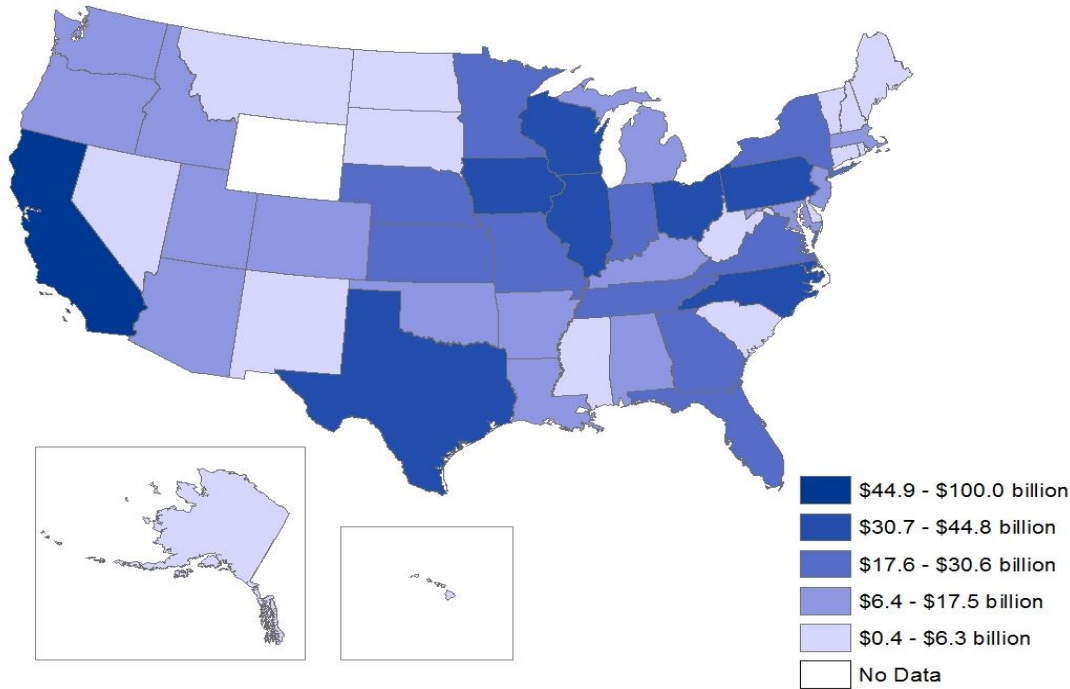 $44.9 - $100.0 billion
$30.7 - $44.8 billion
$17.6 - $30.6 billion
$6.4 - $17.5 billion
$0.4 - $6.3 billion
No Data